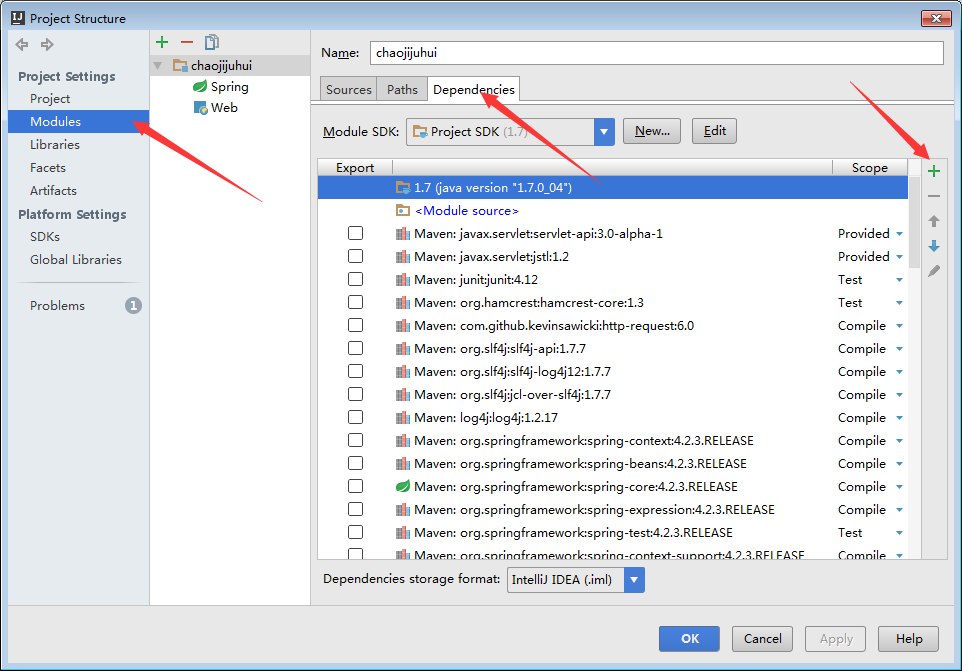 Project Structure
Project Settings
Project
Modules
Libraries
Facets
Artifacts
Platform Settings
SDKs
Global Libraries
Problems 1
chaojijuhui
Spring
Web
Name: chaojijuhui
Sources Paths Dependencies
Module SDK: Project SDK (1.7) New... Edit
Export Scope
1.7 (java version "1.7.0_04")
<Module source>
Maven: javax.servlet:servlet-api:3.0-alpha-1 Provided
Maven: javax.servlet:jstl:1.2 Provided
Maven: junit:junit:4.12 Test
Maven: org.hamcrest:hamcrest-core:1.3 Test
Maven: com.github.kevinsawicki:http-request:6.0 Compile
Maven: org.slf4j:slf4j-api:1.7.7 Compile
Maven: org.slf4j:slf4j-log4j12:1.7.7 Compile
Maven: org.slf4j:jcl-over-slf4j:1.7.7 Compile
Maven: log4j:log4j:1.2.17 Compile
Maven: org.springframework:spring-context:4.2.3.RELEASE Compile
Maven: org.springframework:spring-beans:4.2.3.RELEASE Compile
Maven: org.springframework:spring-core:4.2.3.RELEASE Compile
Maven: org.springframework:spring-expression:4.2.3.RELEASE Compile
Maven: org.springframework:spring-test:4.2.3.RELEASE Test
Maven: org.springframework:spring-context-support:4.2.3.RELEASE Compile
Dependencies storage format: IntelliJ IDEA (.iml)
OK Cancel Apply Help